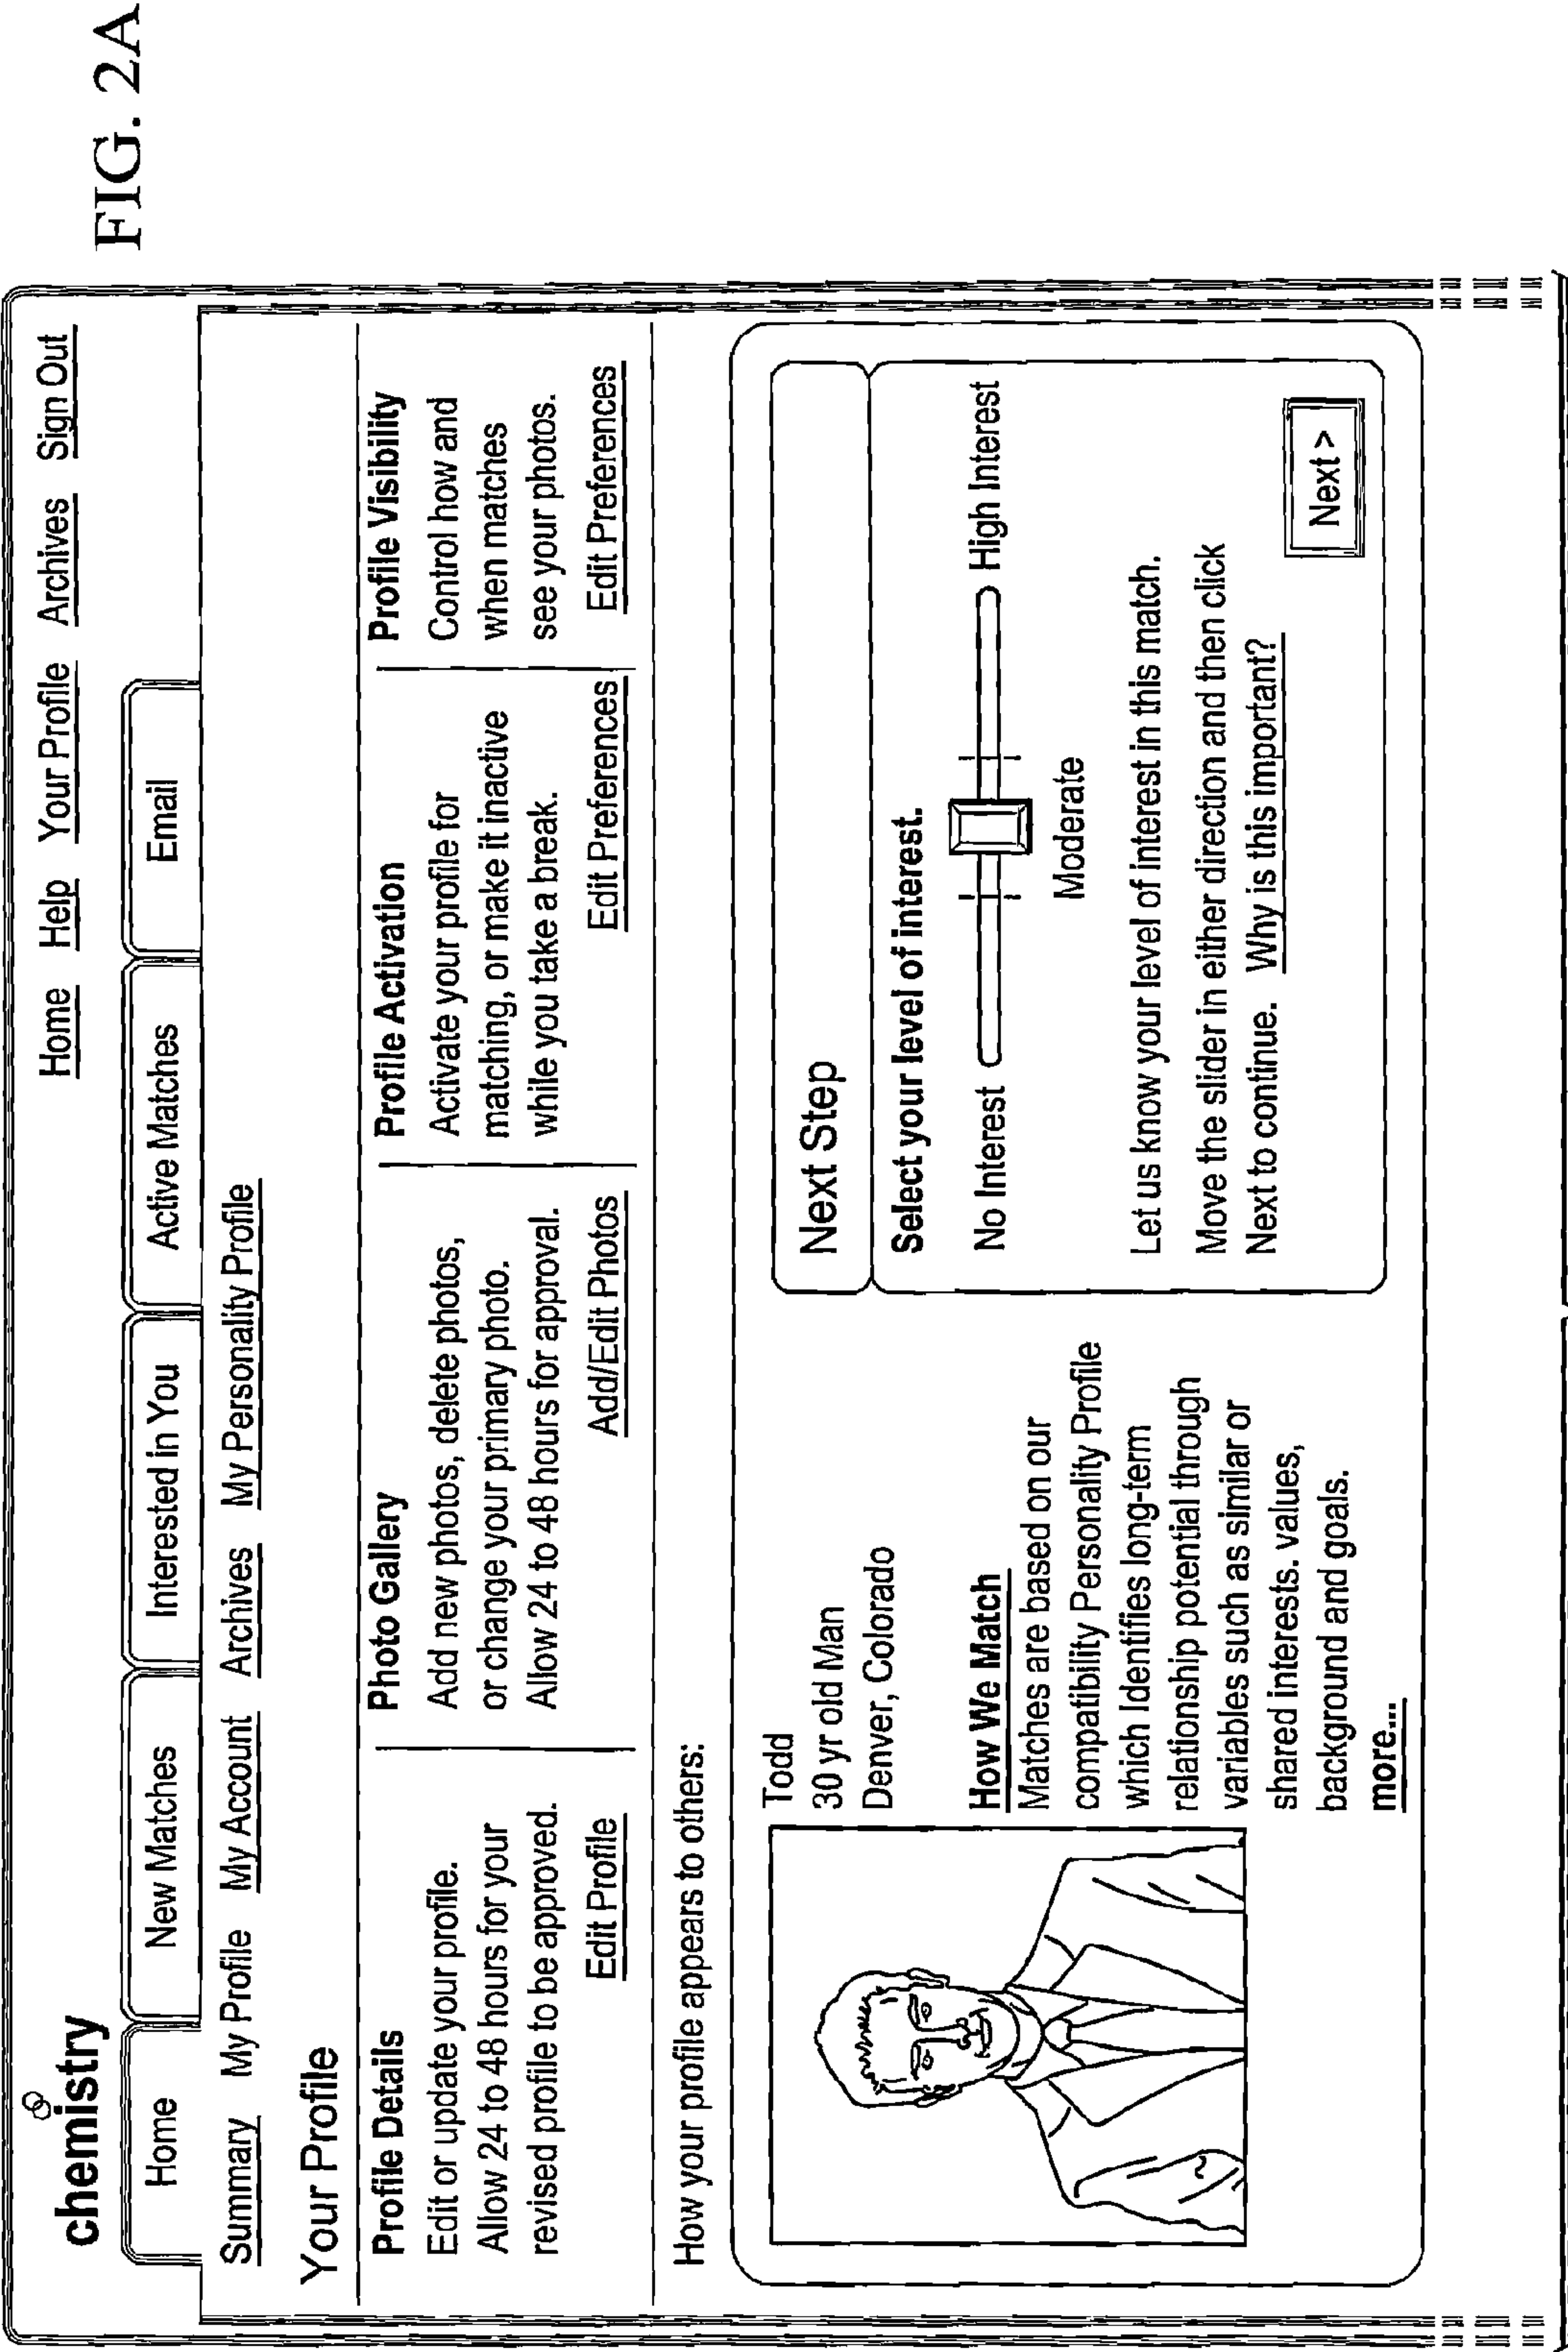 FIG. 2A
chemistry
Home Help Your Profile Archives Sign Out
Home New Matches Interested in You Active Matches Email
Summary My Profile My Account Archives My Personality Profile
Your Profile
Profile Details
Edit or update your profile.
Allow 24 to 48 hours for your
revised profile to be approved.
Edit Profile
Photo Gallery
Add new photos, delete photos,
or change your primary photo.
Allow 24 to 48 hours for approval.
Add/Edit Photos
Profile Activation
Activate your profile for
matching, or make it inactive
while you take a break.
Edit Preferences
Profile Visibility
Control how and
when matches
see your photos.
Edit Preferences
How your profile appears to others:
Todd
30 yr old Man
Denver, Colorado
How We Match
Matches are based on our
compatibility Personality Profile
which Identifies long-term
relationship potential through
variables such as similar or
shared interests. values,
background and goals.
more...
Next Step
Select your level of interest.
No Interest High Interest
Moderate
Let us know your level of interest in this match.
Move the slider in either direction and then click
Next to continue. Why is this important?
Next >